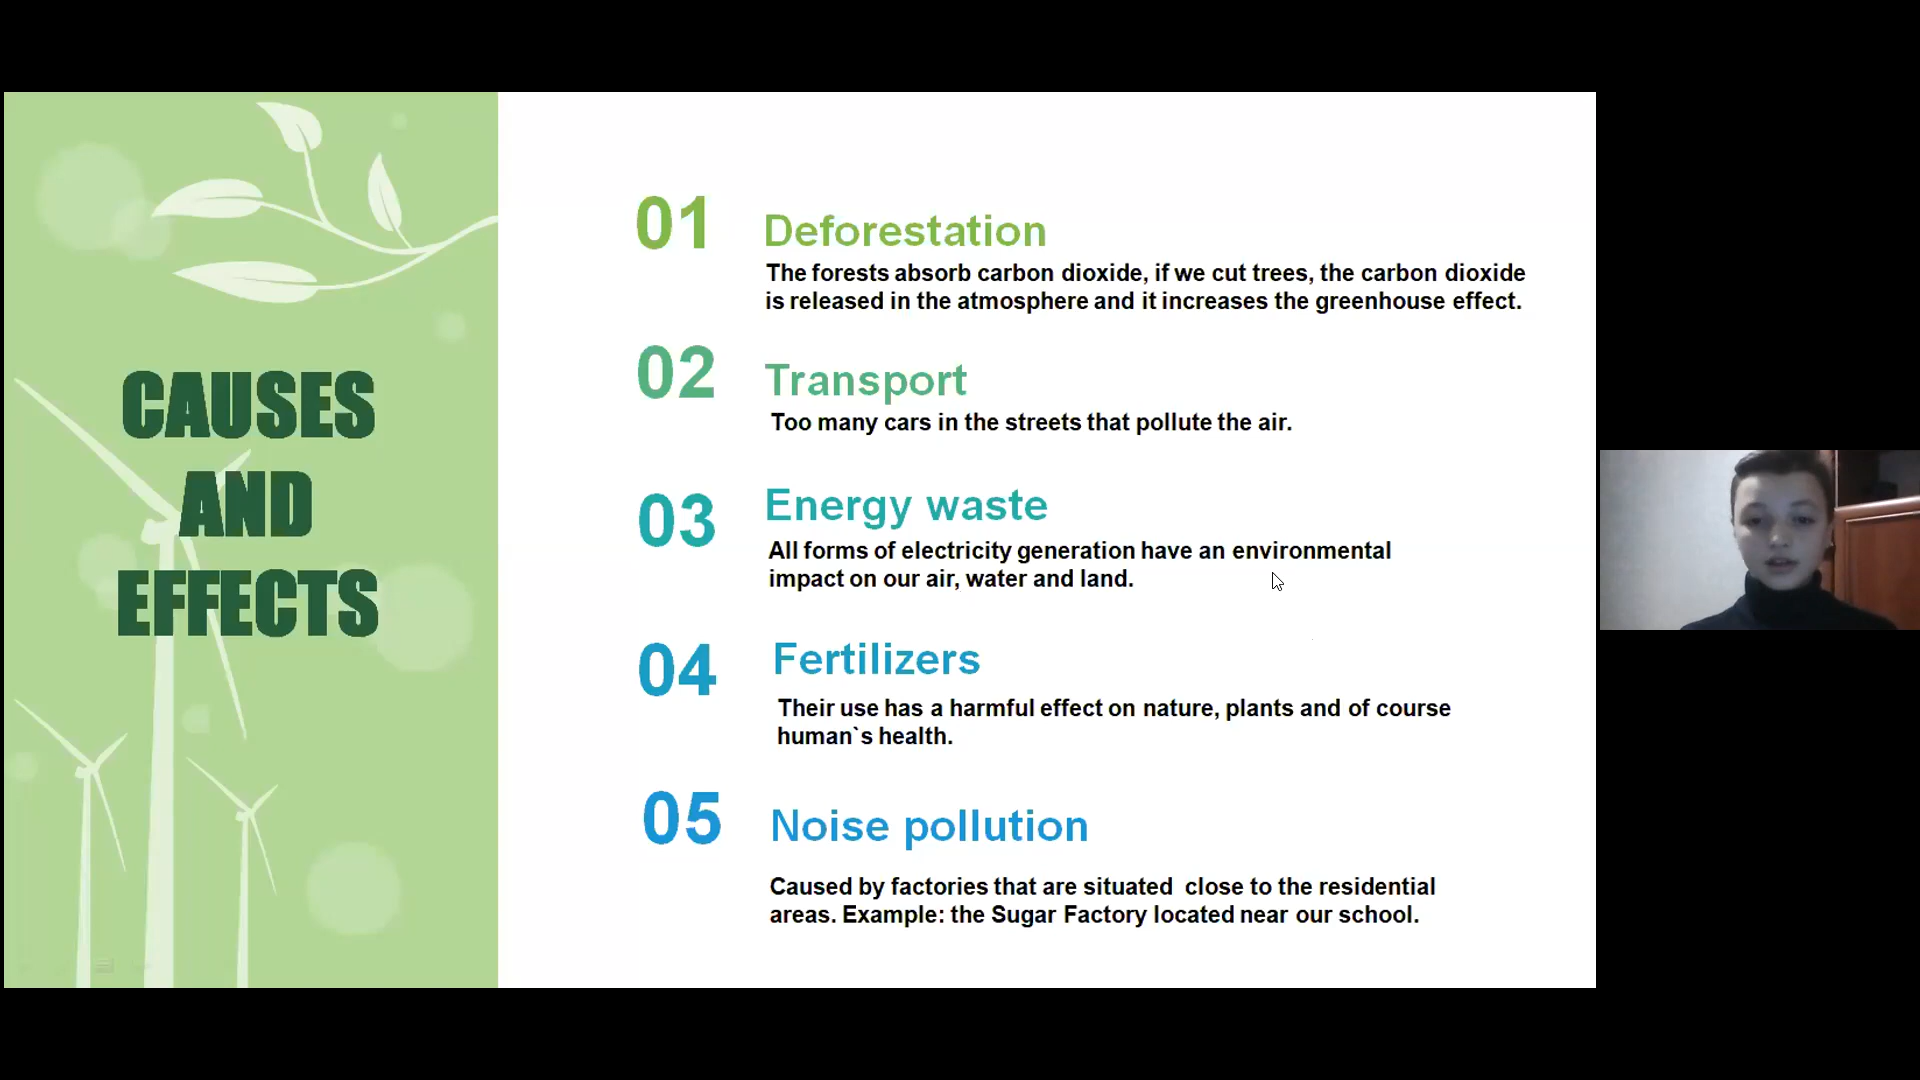 CAUSES
AND
EFFECTS
01
Deforestation
The forests absorb carbon dioxide, if we cut trees, the carbon dioxide
is released in the atmosphere and it increases the greenhouse effect.
02
Transport
Too many cars in the streets that pollute the air.
03
Energy waste
All forms of electricity generation have an environmental
impact on our air, water and land.
04
Fertilizers
Their use has a harmful effect on nature, plants and of course
human`s health.
05
Noise pollution
Caused by factories that are situated  close to the residential
areas. Example: the Sugar Factory located near our school.